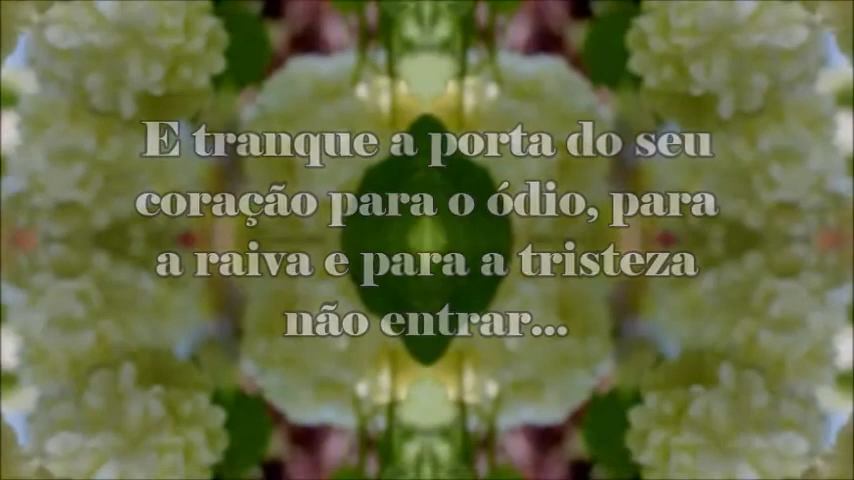 E tranque a porta do seu
coração para o ódio, para
a raiva e para a tristeza
não entrar...